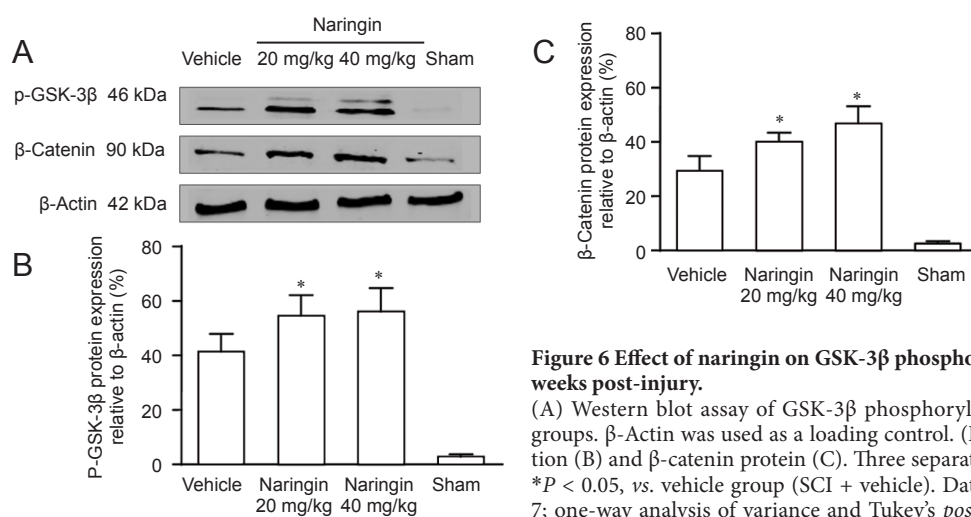 A
Naringin
Vehicle 20 mg/kg 40 mg/kg Sham
p-GSK-3β 46 kDa
β-Catenin 90 kDa
β-Actin 42 kDa
B
P-GSK-3β protein expression
relative to β-actin (%)
80
60
40
20
0
*
*
Vehicle Naringin Naringin Sham
20 mg/kg 40 mg/kg
C
β-Catenin protein expression
relative to β-actin (%)
80
60
40
20
0
*
*
Vehicle Naringin Naringin Sham
20 mg/kg 40 mg/kg
Figure 6 Effect of naringin on GSK-3β phospho
weeks post-injury.
(A) Western blot assay of GSK-3β phosphoryl
groups. β-Actin was used as a loading control. (
tion (B) and β-catenin protein (C). Three separat
*P < 0.05, vs. vehicle group (SCI + vehicle). Dat
7; one-way analysis of variance and Tukey's pos